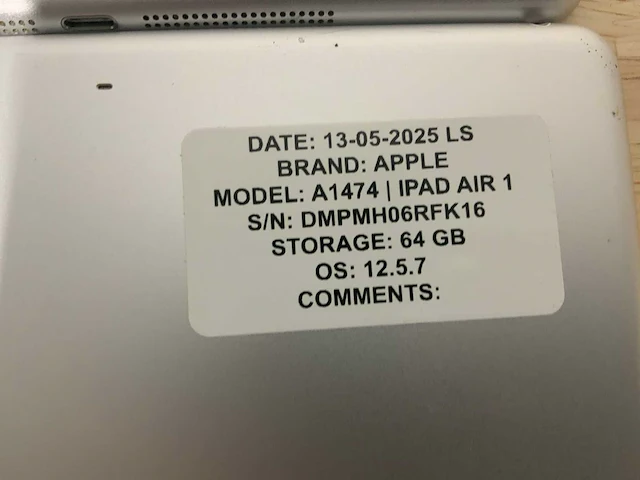 DATE: 13-05-2025 LS
BRAND: APPLE
MODEL: A1474 | IPAD AIR 1
S/N: DMPMH06RFK16
STORAGE: 64 GB
OS: 12.5.7
COMMENTS: